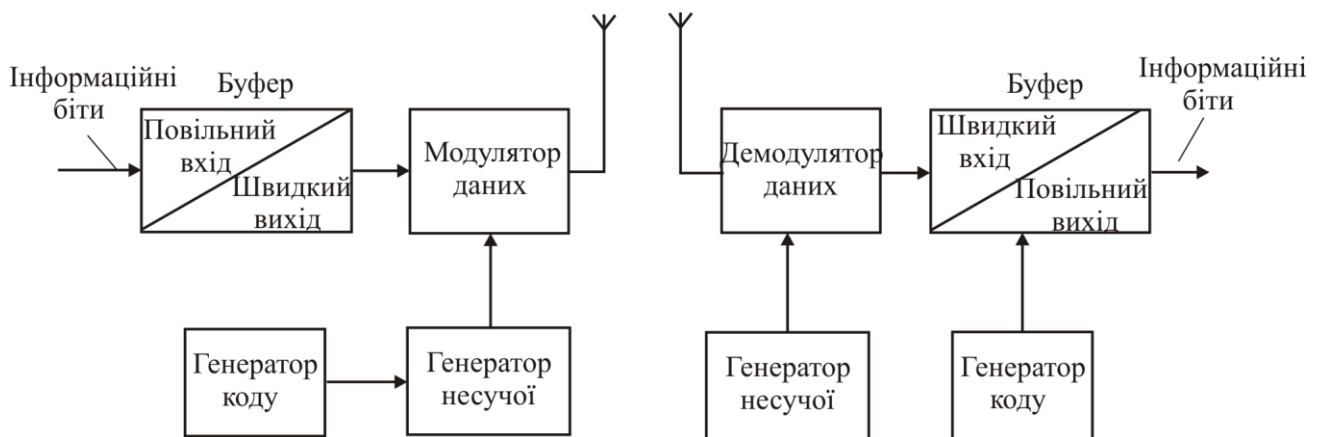 Інформаційні
біти
Буфер
Повільний
вхід
Швидкий
вихід
Модулятор
даних
Демодулятор
даних
Буфер
Швидкий
вхід
Повільний
вихід
Інформаційні
біти
Генератор
коду
Генератор
несучої
Генератор
несучої
Генератор
коду